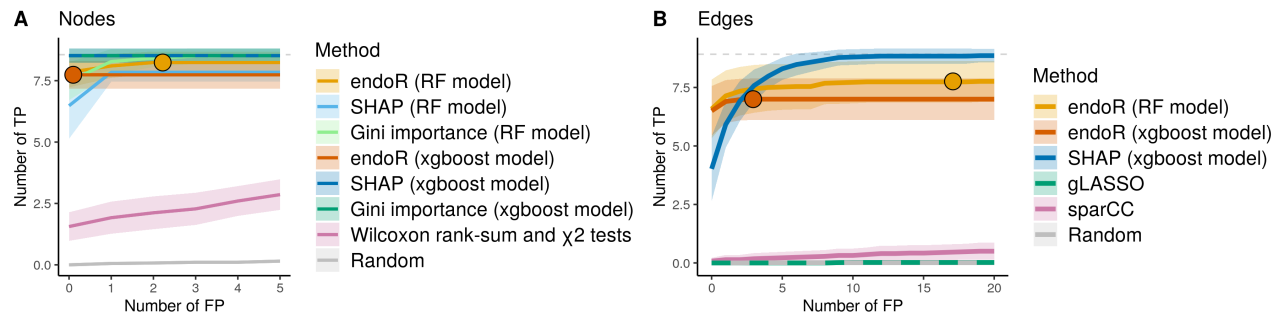 A
Nodes
Number of TP
7.5
5.0
2.5
0.0
0
1
2
3
4
5
Number of FP
Method
endoR (RF model)
SHAP (RF model)
Gini importance (RF model)
endoR (xgboost model)
SHAP (xgboost model)
Gini importance (xgboost model)
Wilcoxon rank-sum and χ2 tests
Random
B
Edges
Number of TP
7.5
5.0
2.5
0.0
0
5
10
15
20
Number of FP
Method
endoR (RF model)
endoR (xgboost model)
SHAP (xgboost model)
gLASSO
sparCC
Random